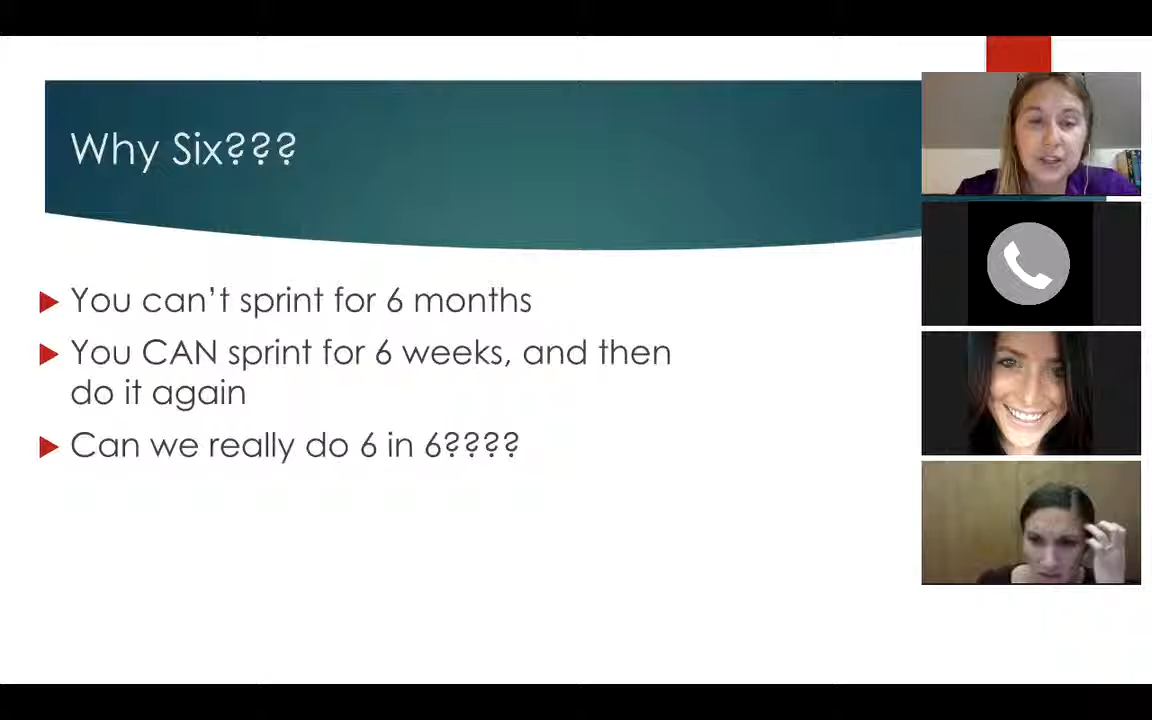 Why Six???
You can't sprint for 6 months
You CAN sprint for 6 weeks, and then
do it again
Can we really do 6 in 6????